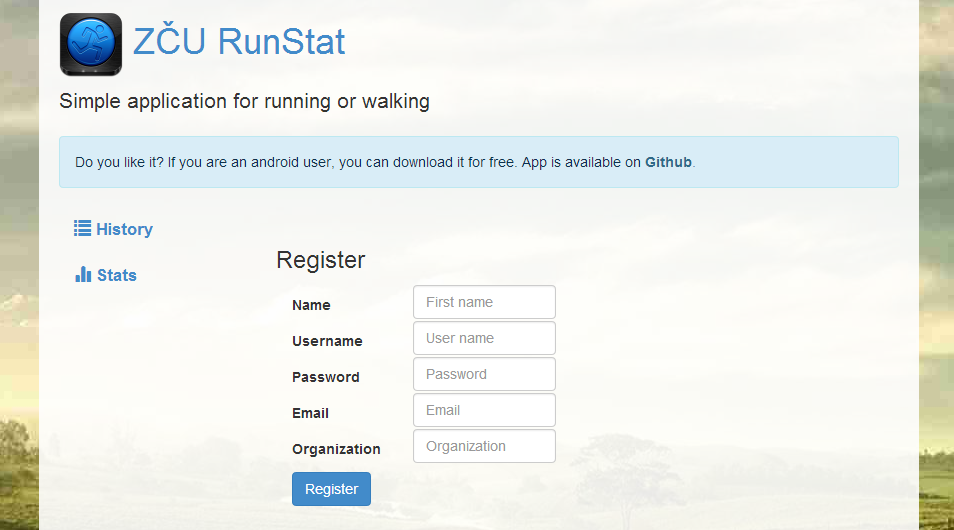 ZČU RunStat
Simple application for running or walking
Do you like it? If you are an android user, you can download it for free. App is available on Github.
History
Stats
Register
Name
First name
Username
User name
Password
Password
Email
Email
Organization
Organization
Register